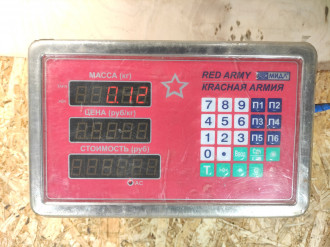 МАССА (кг)
0.12
ЦЕНА (руб/кг)
СТОИМОСТЬ (руб)
AC
RED ARMY МИДЛ
КРАСНАЯ АРМИЯ
7 8 9 П1 П2
4 5 6 П3 П4
1 2 3 П5 П6
0 •
T